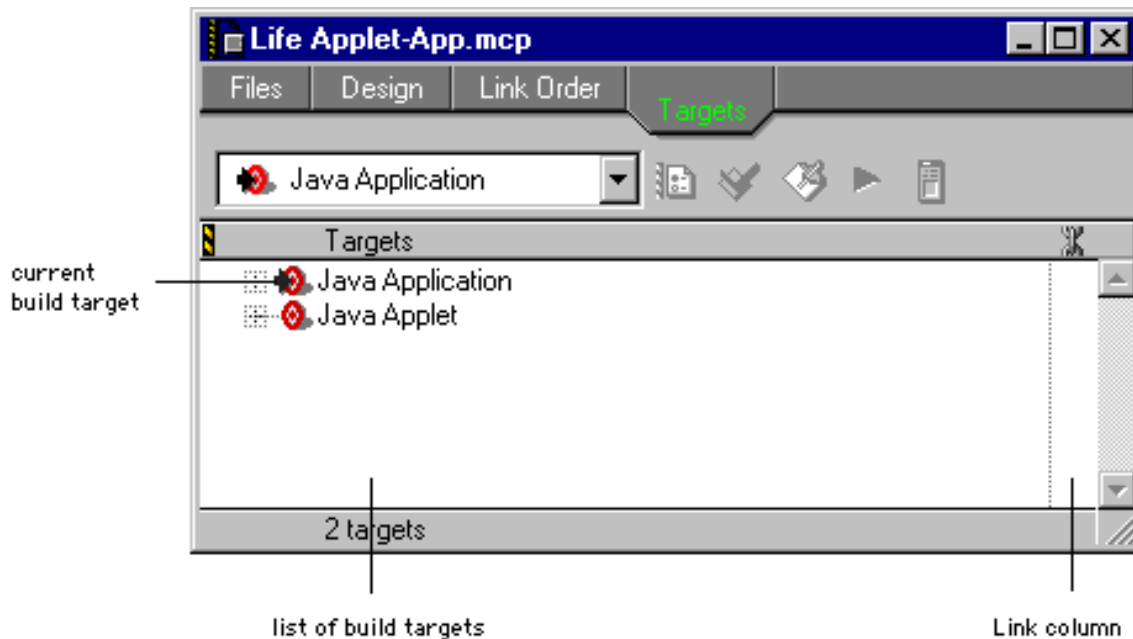 Life Applet-App.mcp
Files Design Link Order Targets
Java Application
Targets
current
build target
Java Application
Java Applet
2 targets
list of build targets Link column